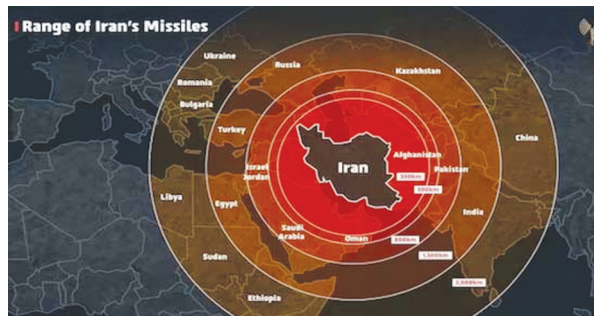 Range of Iran's Missiles
Ukraine
Russia
Romania
Kazakhstan
Bulgaria
Turkey
China
Iran
Afghanistan
Israel
Jordan
Pakistan
300km
500km
Libya
Egypt
India
Saudi
Arabia
Oman
800km
Sudan
1,500km
2,000km
Ethiopia